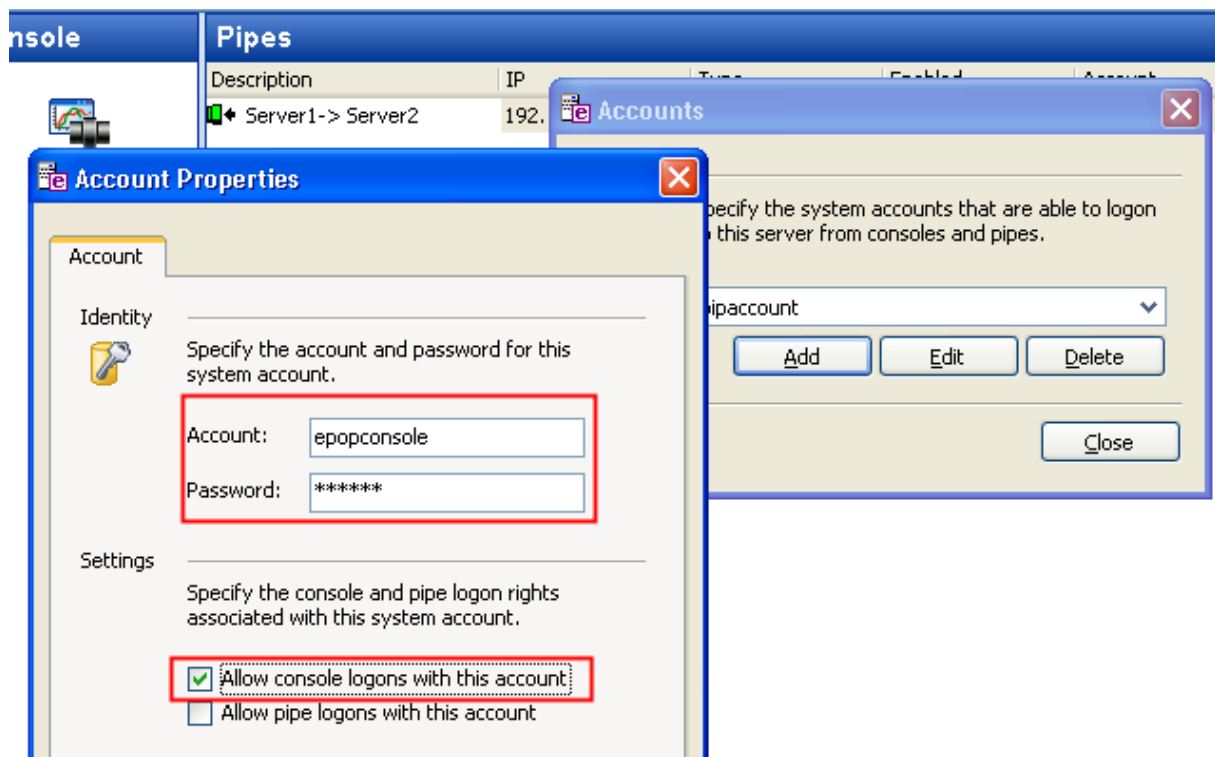 Pipes
Description IP
Server1-> Server2 192.
Accounts
Account Properties
this server from consoles and pipes.
specify the system accounts that are able to logon
Add Edit Delete
Close
Account
Identity
Specify the account and password for this
system account.
Account: epopconsole
Password: ******
Settings
Specify the console and pipe logon rights
associated with this system account.
Allow console logons with this account
Allow pipe logons with this account